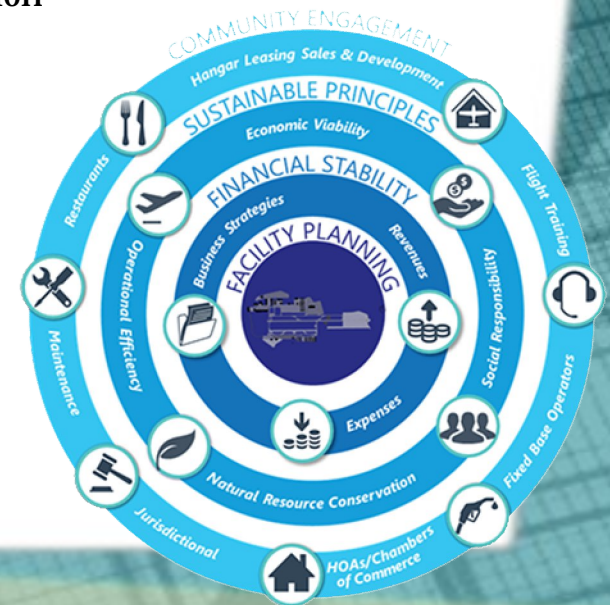 COMMUNITY ENGAGEMENT
Hangar Leasing Sales & Development
SUSTAINABLE PRINCIPLES
Economic Viability
FINANCIAL STABILITY
Business Strategies
Revenues
FACILITY PLANNING
Restaurants
Flight Training
Operational Efficiency
Social Responsibility
Maintenance
Expenses
Fixed Base Operators
Natural Resource Conservation
Jurisdictional
HOAs/Chambers
of Commerce